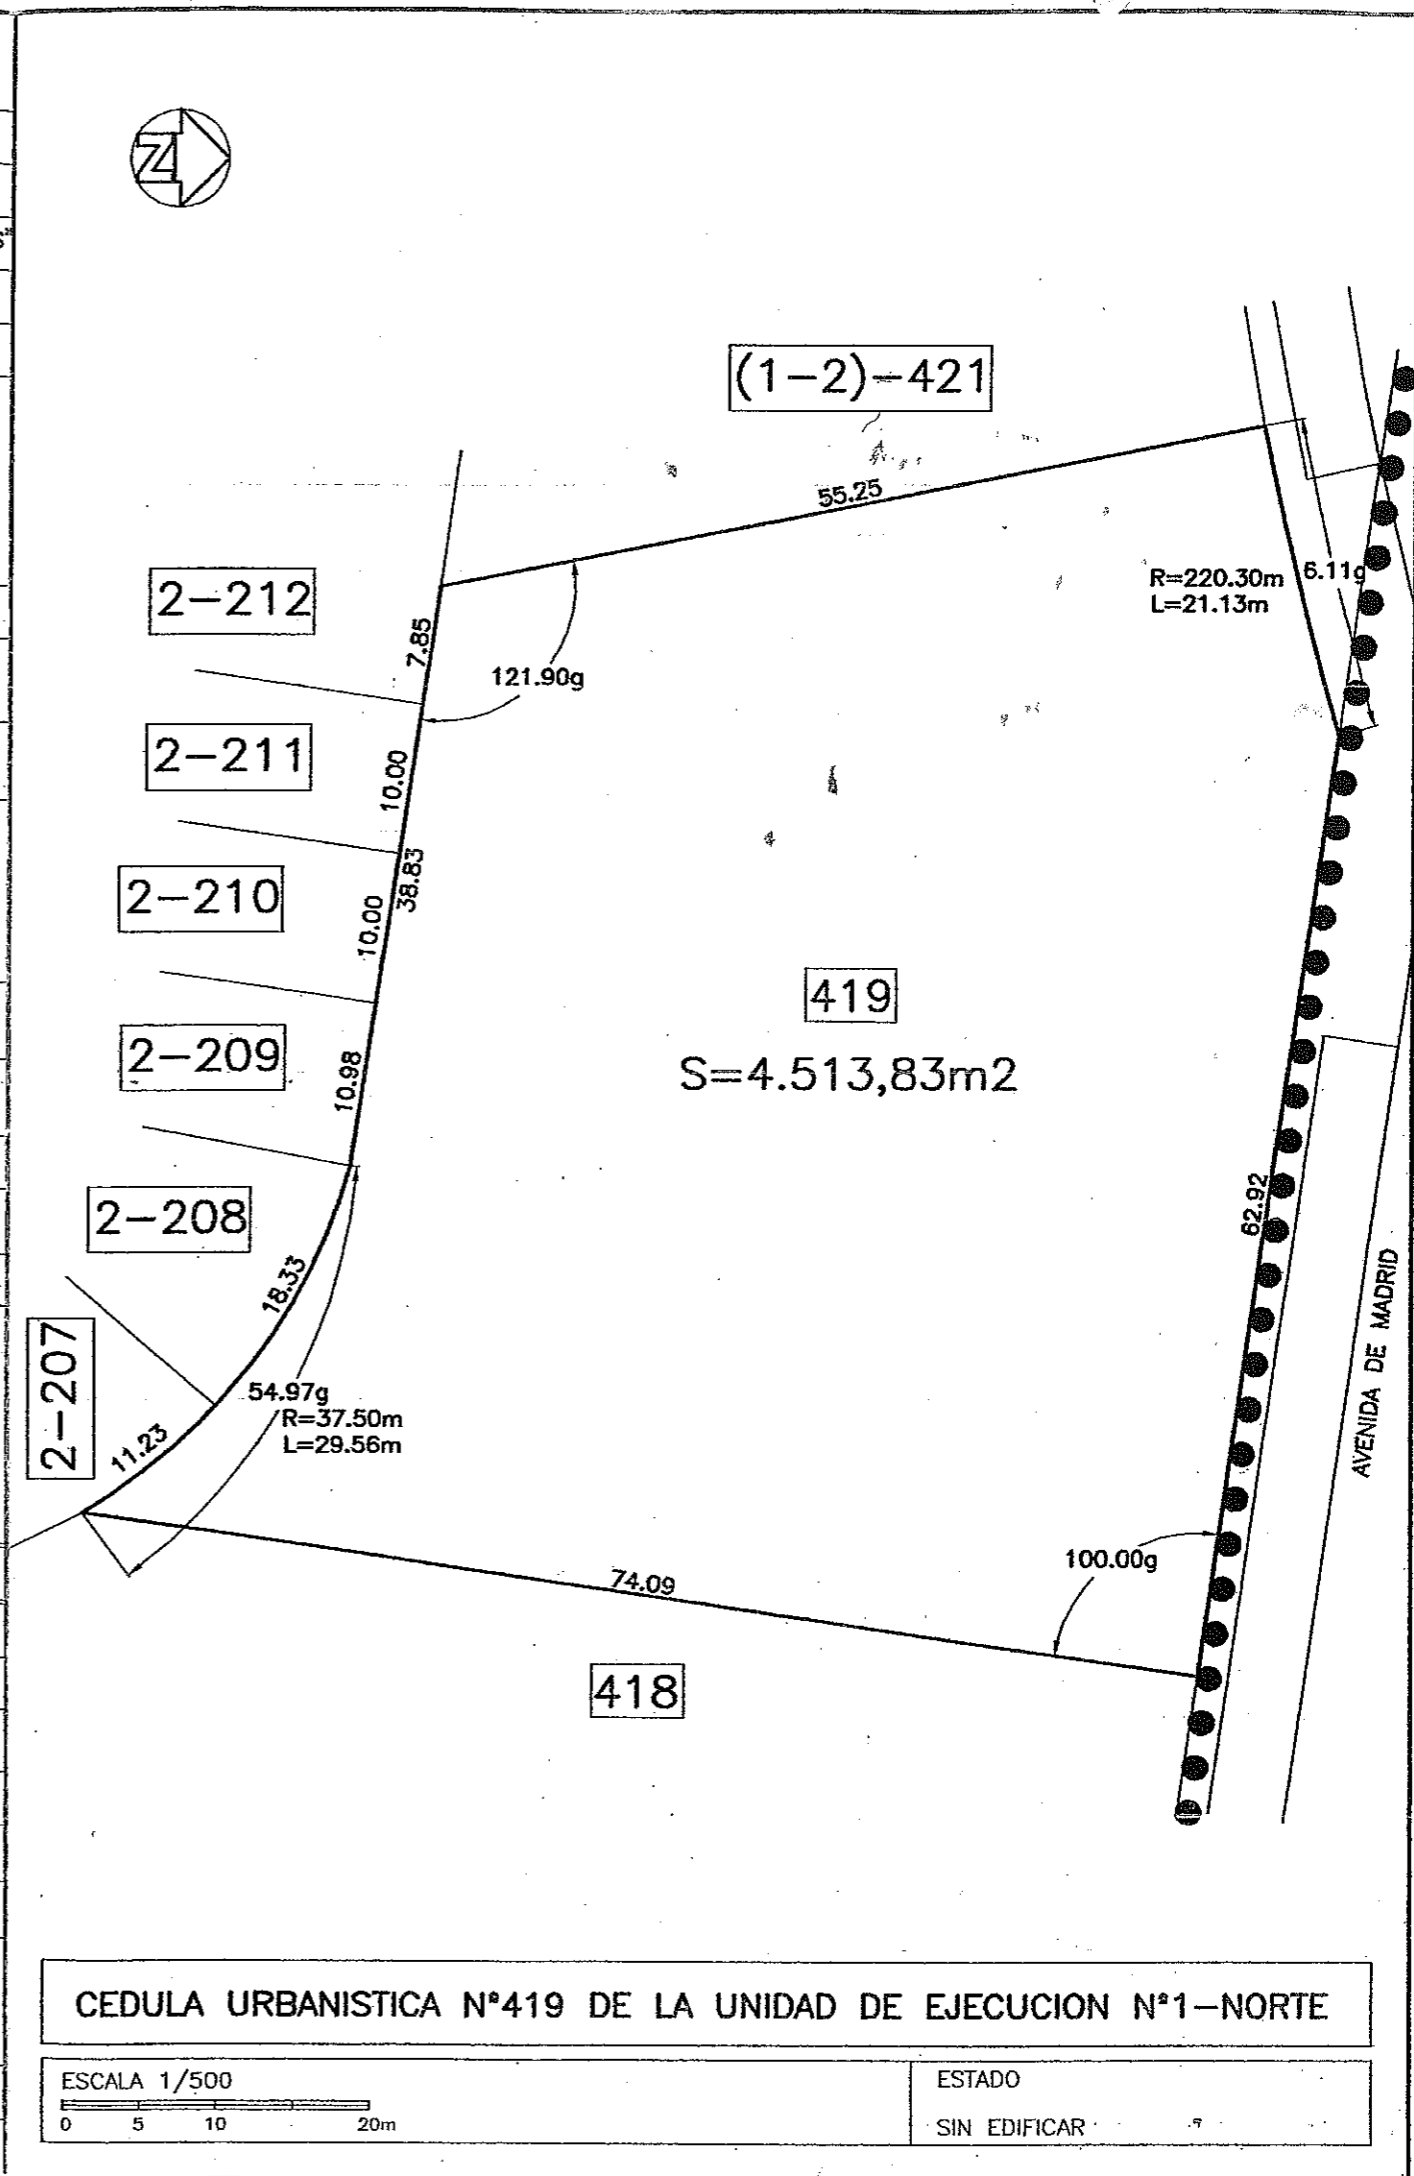 N
(1-2)-421
55.25
2-212
R=220.30m
L=21.13m
6.11g
7.85
121.90g
2-211
10.00
38.83
2-210
10.00
419
2-209
10.98
S=4.513,83m2
2-208
62.92
18.33
AVENIDA DE MADRID
2-207
54.97g
R=37.50m
L=29.56m
11.23
100.00g
74.09
418
CEDULA URBANISTICA Nº419 DE LA UNIDAD DE EJECUCION Nº1-NORTE
ESCALA 1/500
0 5 10 20m
ESTADO
SIN EDIFICAR